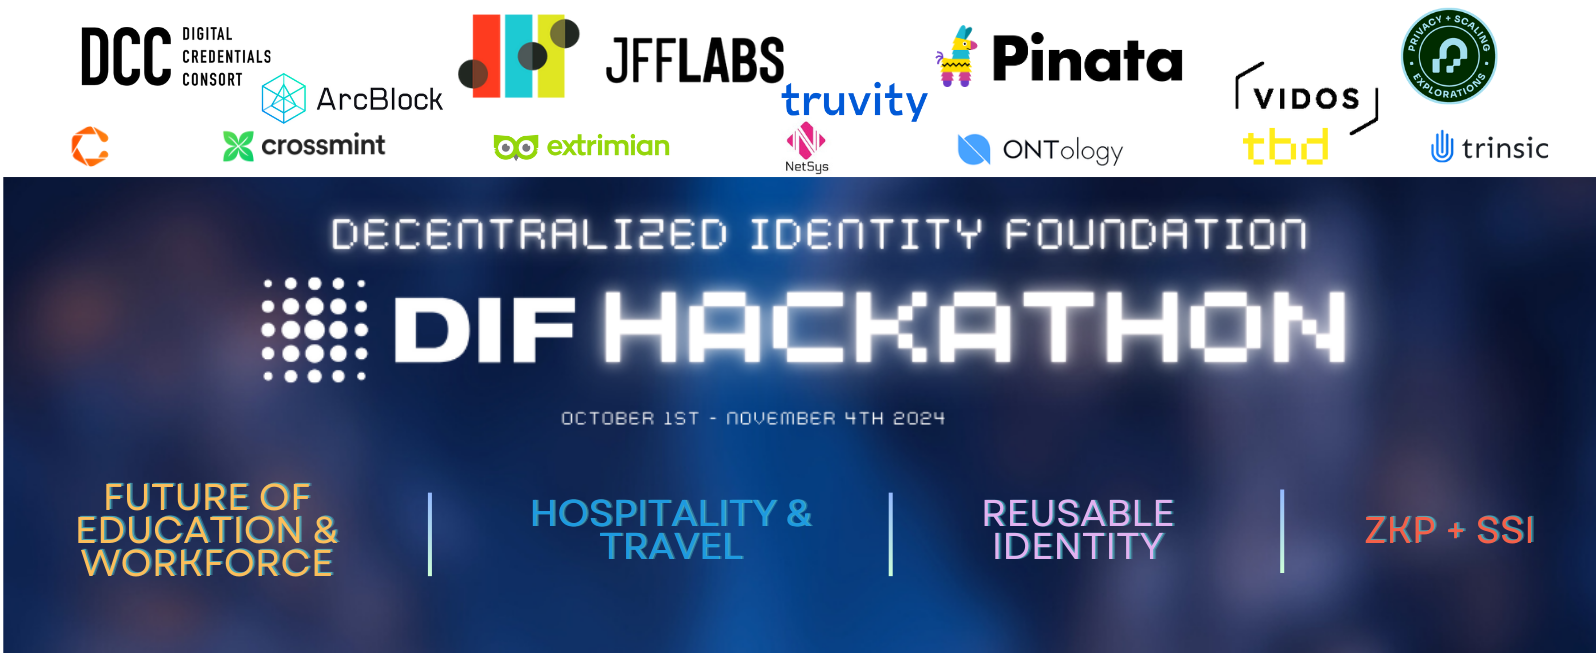 DCC DIGITAL
CREDENTIALS
CONSORT
JFFLABS
Pinata
PRIVACY + SCALING
EXPLORATIONS
ArcBlock
truvity
VIDOS
crossmint
extrimian
NetSys
ONTology
tbd
trinsic
DECENTRALIZED IDENTITY FOUNDATION
DIF HACKATHON
OCTOBER 1ST - NOVEMBER 4TH 2024
FUTURE OF
EDUCATION &
WORKFORCE
HOSPITALITY &
TRAVEL
REUSABLE
IDENTITY
ZKP + SSI